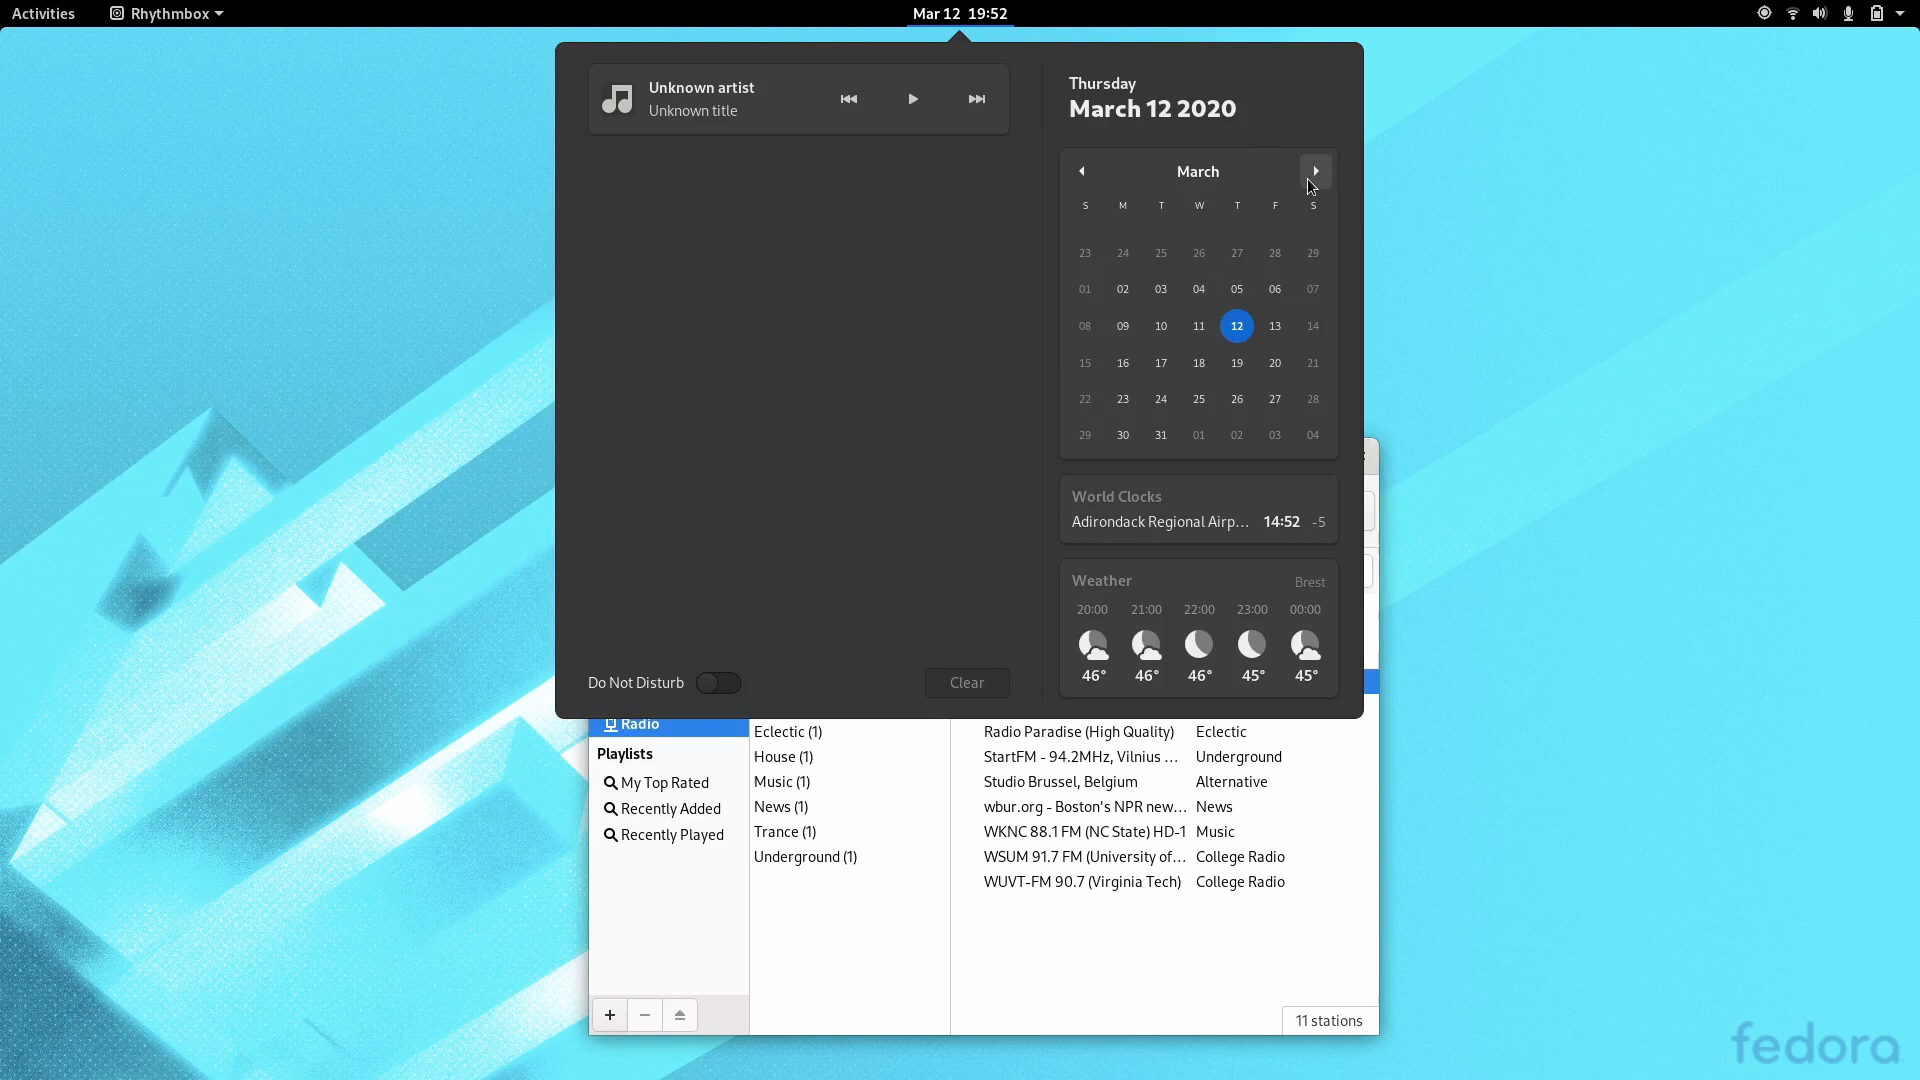 Activities
Rhythmbox
Mar 12 19:52
Unknown artist
Unknown title
Do Not Disturb
Clear
Thursday
March 12 2020
March
S M T W T F S
23 24 25 26 27 28 29
01 02 03 04 05 06 07
08 09 10 11 12 13 14
15 16 17 18 19 20 21
22 23 24 25 26 27 28
29 30 31 01 02 03 04
World Clocks
Adirondack Regional Airp... 14:52 -5
Weather Brest
20:00 21:00 22:00 23:00 00:00
46° 46° 46° 45° 45°
Radio
Playlists
My Top Rated
Recently Added
Recently Played
Eclectic (1)
House (1)
Music (1)
News (1)
Trance (1)
Underground (1)
Radio Paradise (High Quality) Eclectic
StartFM - 94.2MHz, Vilnius ... Underground
Studio Brussel, Belgium Alternative
wbur.org - Boston's NPR new... News
WKNC 88.1 FM (NC State) HD-1 Music
WSUM 91.7 FM (University of... College Radio
WUVT-FM 90.7 (Virginia Tech) College Radio
11 stations
fedora